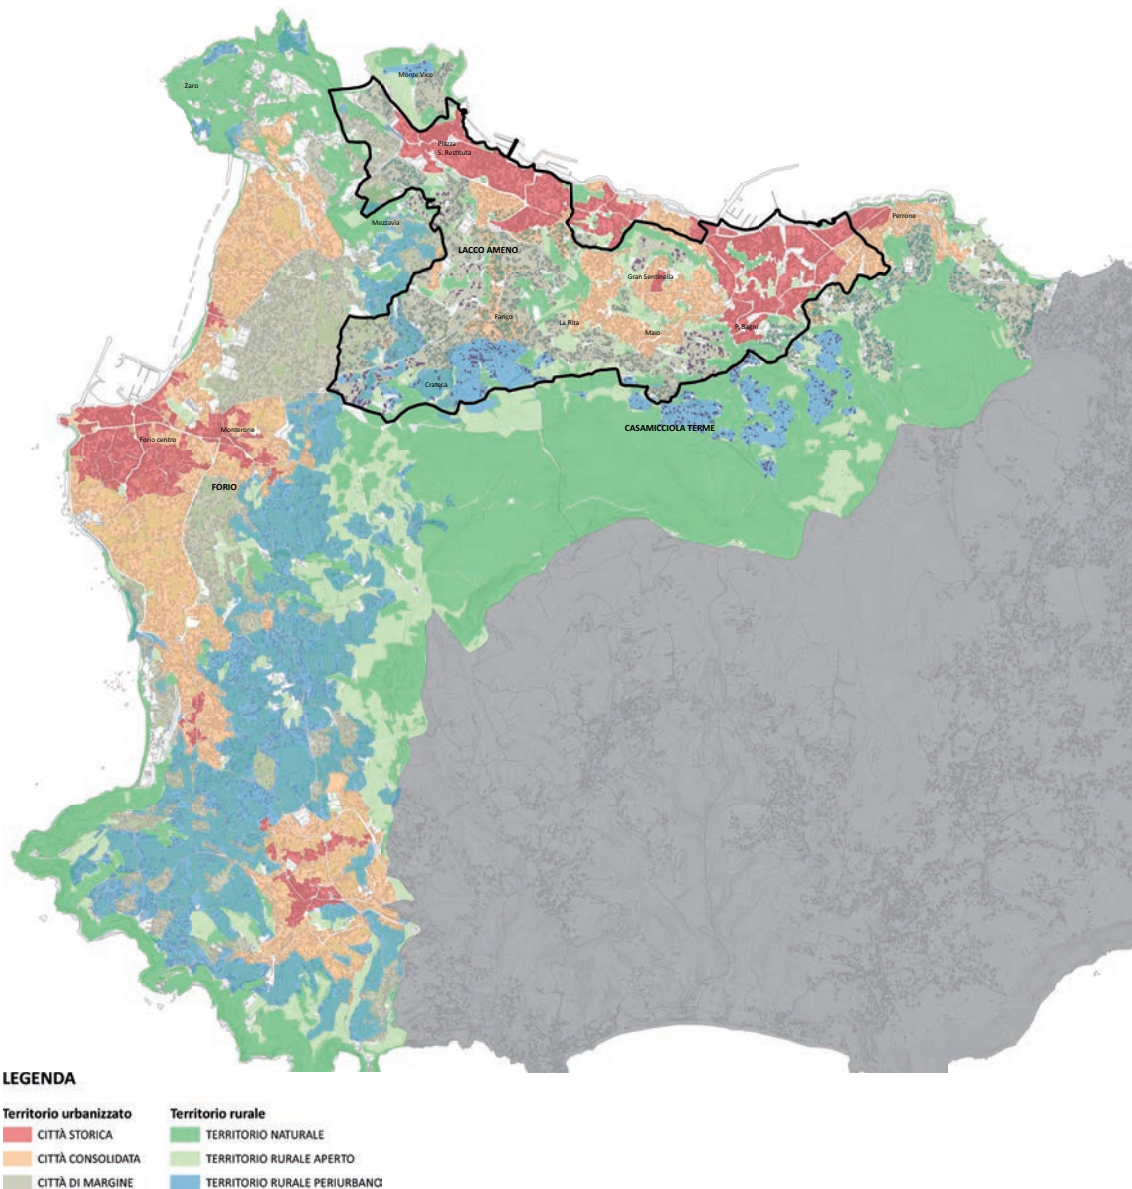 Monte Vico
Zaro
Piazza
S. Restituta
Perrone
Mezzavia
LACCO AMENO
Gran Sentinella
Fango
La Rita
Maio
P. Bagni
Crateca
CASAMICCIOLA TERME
Monterone
Forio centro
FORIO
LEGENDA
Territorio urbanizzato
CITTÀ STORICA
CITTÀ CONSOLIDATA
CITTÀ DI MARGINE
Territorio rurale
TERRITORIO NATURALE
TERRITORIO RURALE APERTO
TERRITORIO RURALE PERIURBANO